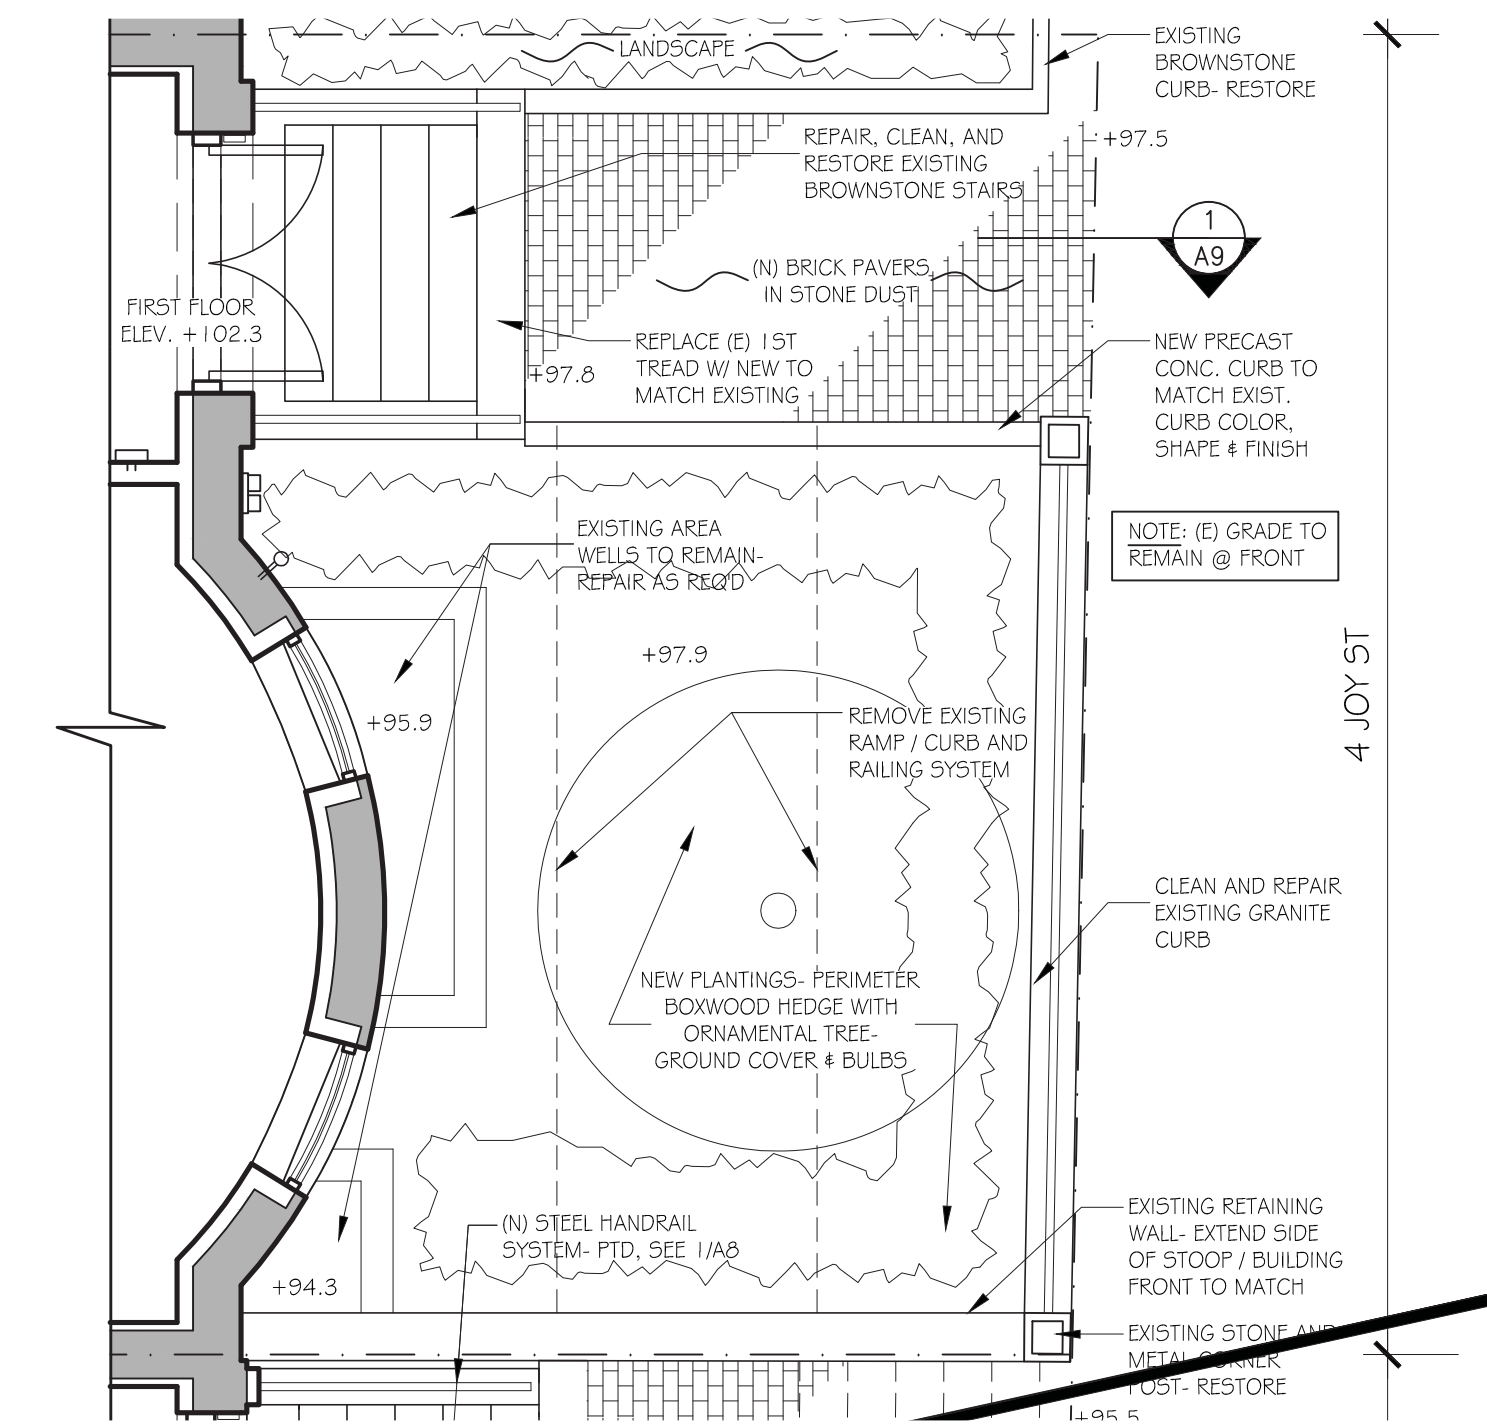 LANDSCAPE
EXISTING
BROWNSTONE
CURB- RESTORE
+97.5
REPAIR, CLEAN, AND
RESTORE EXISTING
BROWNSTONE STAIRS
1
A9
(N) BRICK PAVERS
IN STONE DUST
FIRST FLOOR
ELEV. +102.3
REPLACE (E) 1ST
TREAD W/ NEW TO
MATCH EXISTING
+97.8
NEW PRECAST
CONC. CURB TO
MATCH EXIST.
CURB COLOR,
SHAPE & FINISH
NOTE: (E) GRADE TO
REMAIN @ FRONT
EXISTING AREA
WELLS TO REMAIN-
REPAIR AS REQ'D
+97.9
+95.9
REMOVE EXISTING
RAMP / CURB AND
RAILING SYSTEM
4 JOY ST
CLEAN AND REPAIR
EXISTING GRANITE
CURB
NEW PLANTINGS- PERIMETER
BOXWOOD HEDGE WITH
ORNAMENTAL TREE-
GROUND COVER & BULBS
(N) STEEL HANDRAIL
SYSTEM- PTD, SEE 1/A8
+94.3
EXISTING RETAINING
WALL- EXTEND SIDE
OF STOOP / BUILDING
FRONT TO MATCH
EXISTING STONE AND
METAL CORNER
POST- RESTORE
+95.5